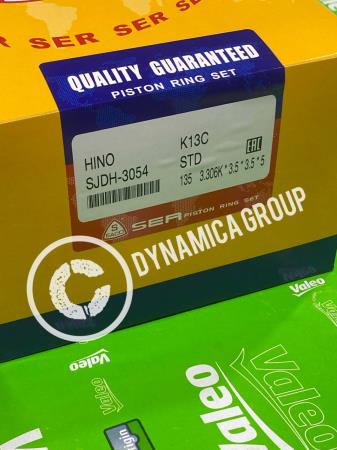 SER SER SER
QUALITY GUARANTEED
PISTON RING SET
HINO K13C
SJDH-3054 STD
135 3.306K*3.5*3.5*5
EAC
SER PISTON RING SET
C DYNAMICA GROUP
Valeo
Valeo
Valeo
Valeo